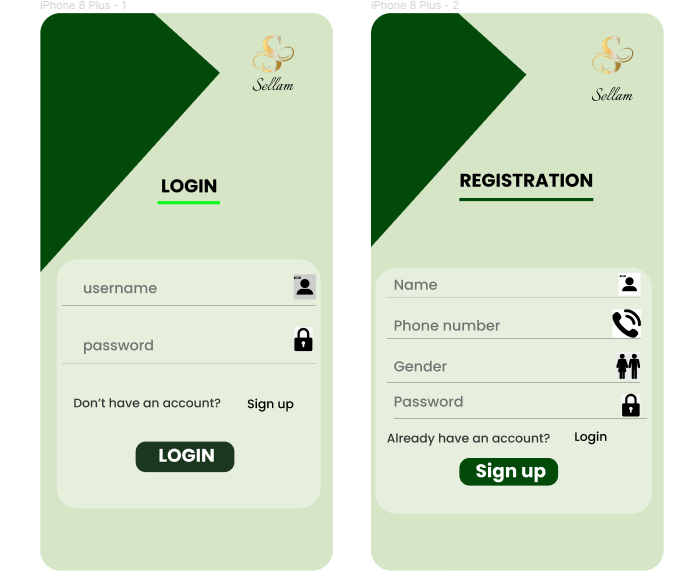 iPhone 8 Plus - 1
Sellam
LOGIN
username
password
Don't have an account? Sign up
LOGIN
iPhone 8 Plus - 2
Sellam
REGISTRATION
Name
Phone number
Gender
Password
Already have an account? Login
Sign up